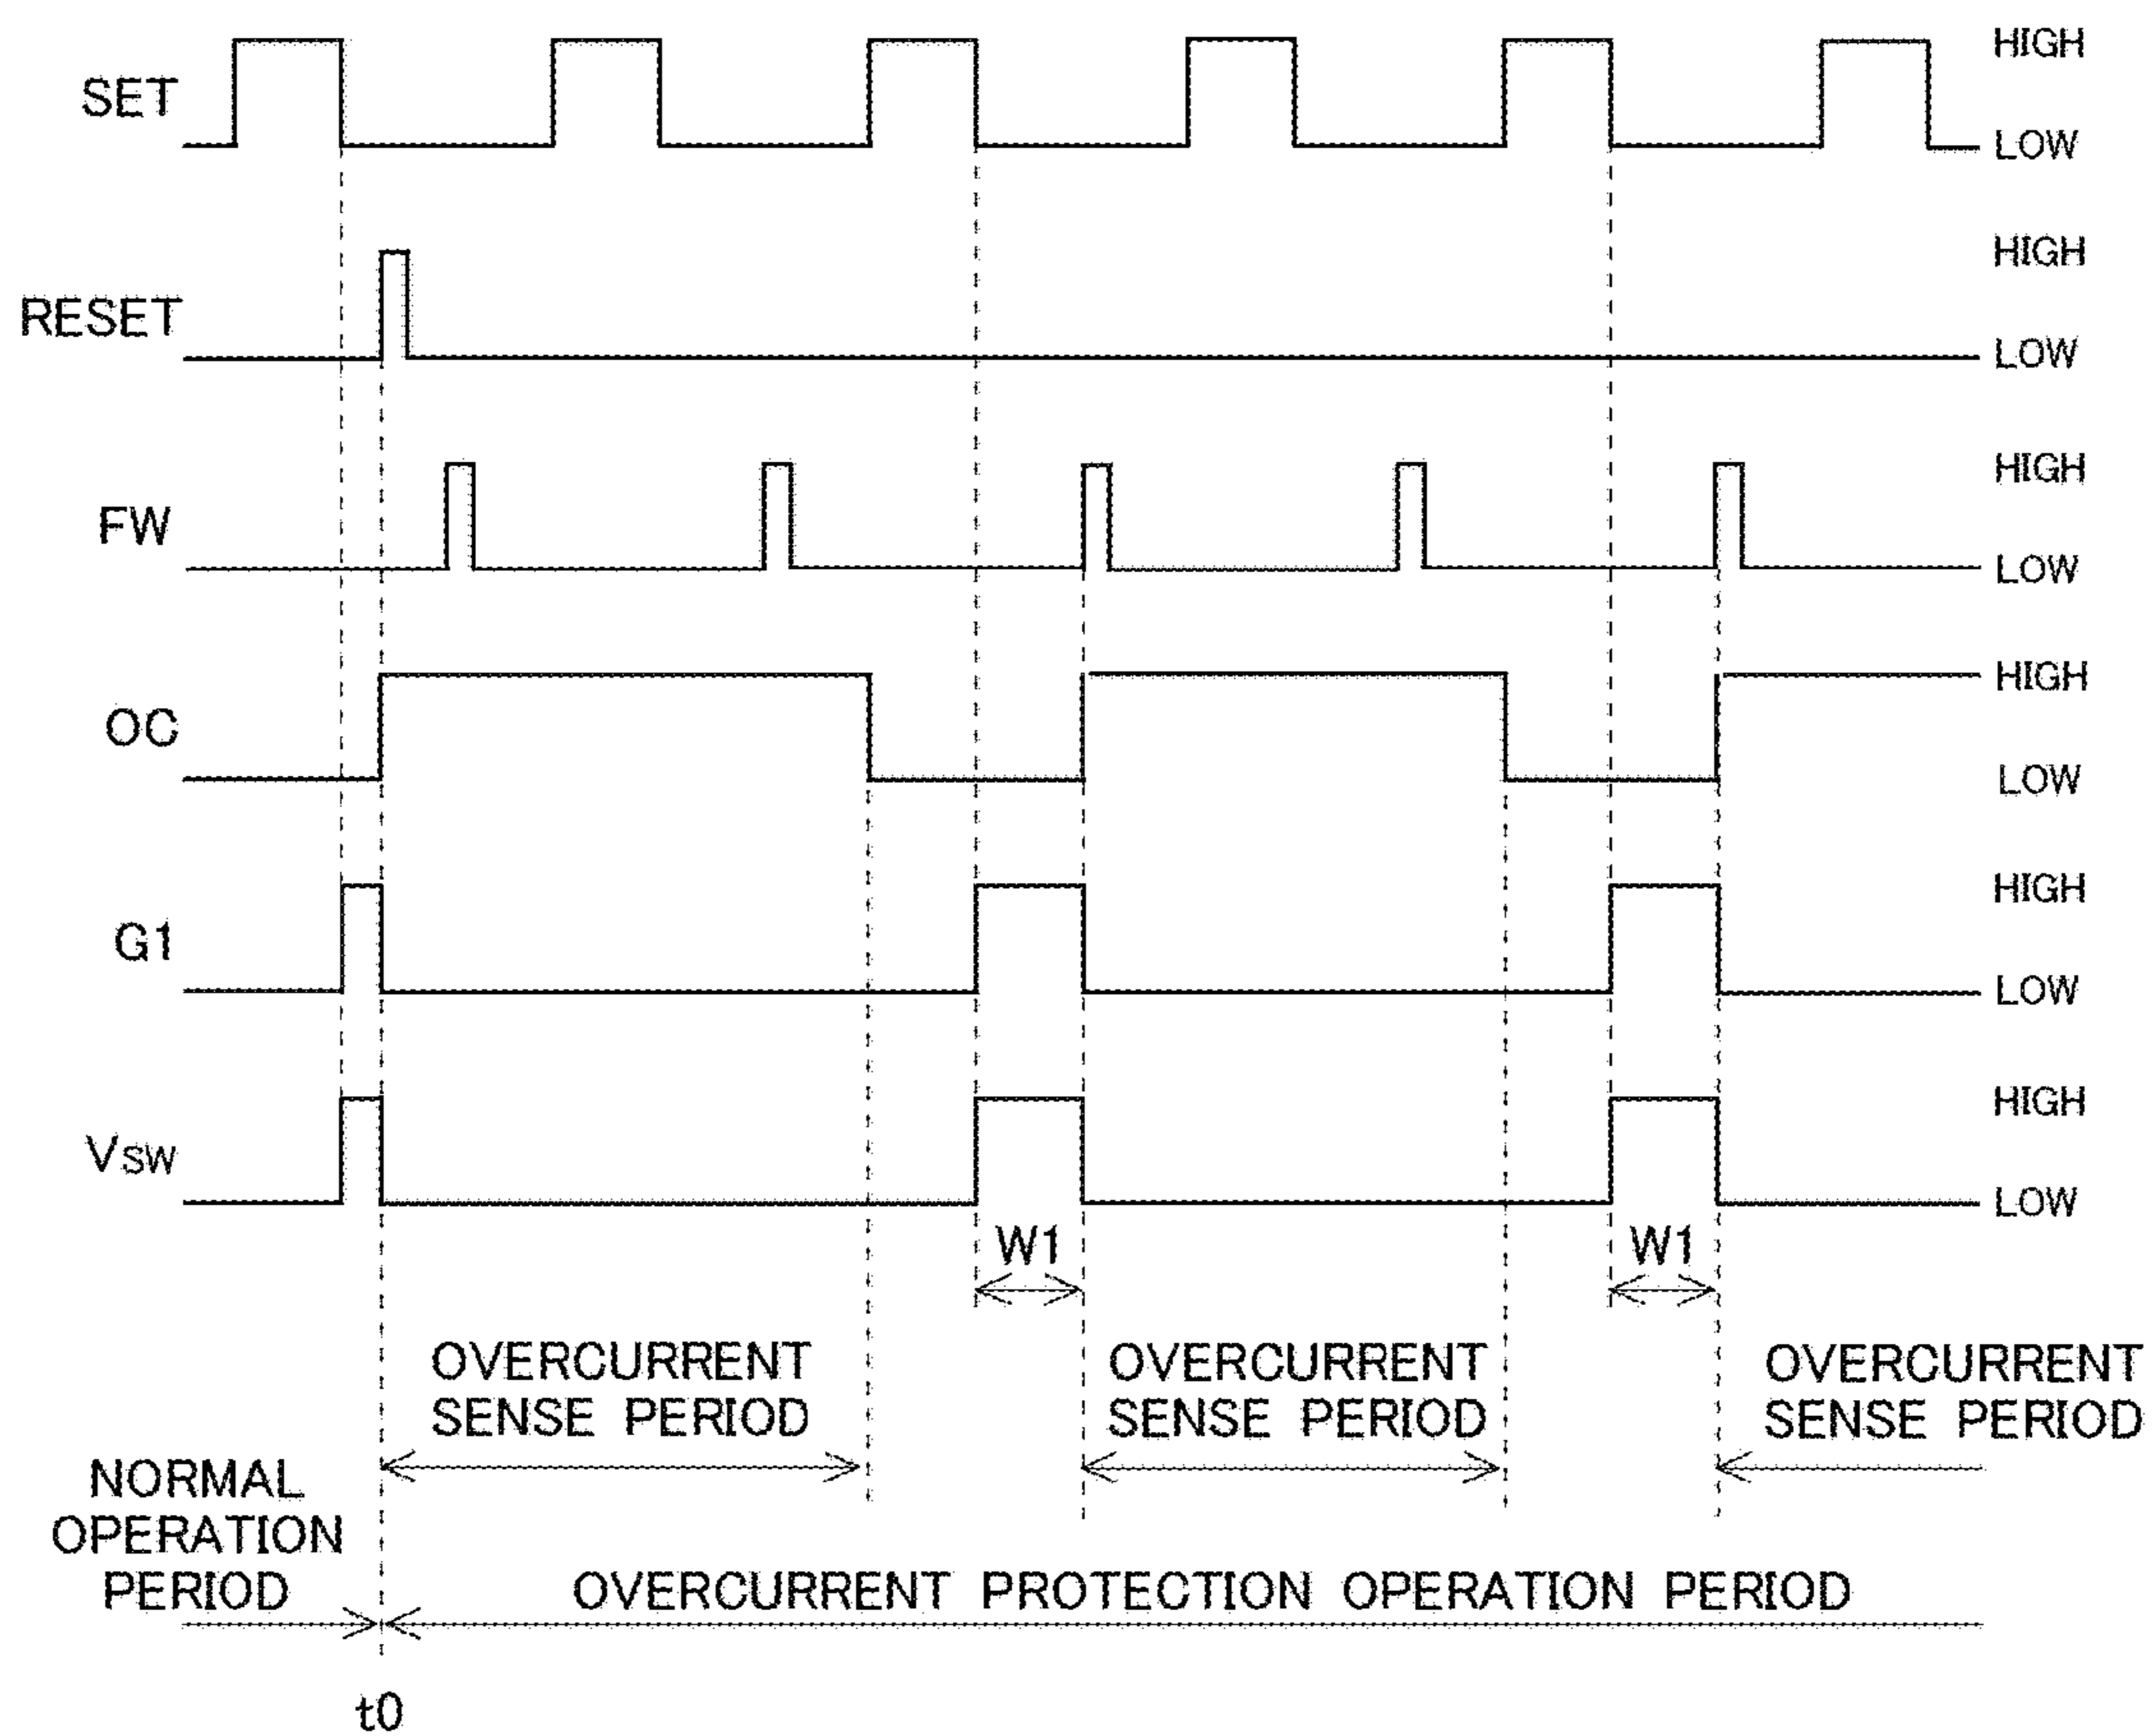 SET
HIGH
LOW
RESET
HIGH
LOW
FW
HIGH
LOW
OC
HIGH
LOW
G1
HIGH
LOW
VSW
HIGH
LOW
W1
W1
OVERCURRENT
SENSE PERIOD
OVERCURRENT
SENSE PERIOD
OVERCURRENT
SENSE PERIOD
NORMAL
OPERATION
PERIOD
OVERCURRENT PROTECTION OPERATION PERIOD
t0